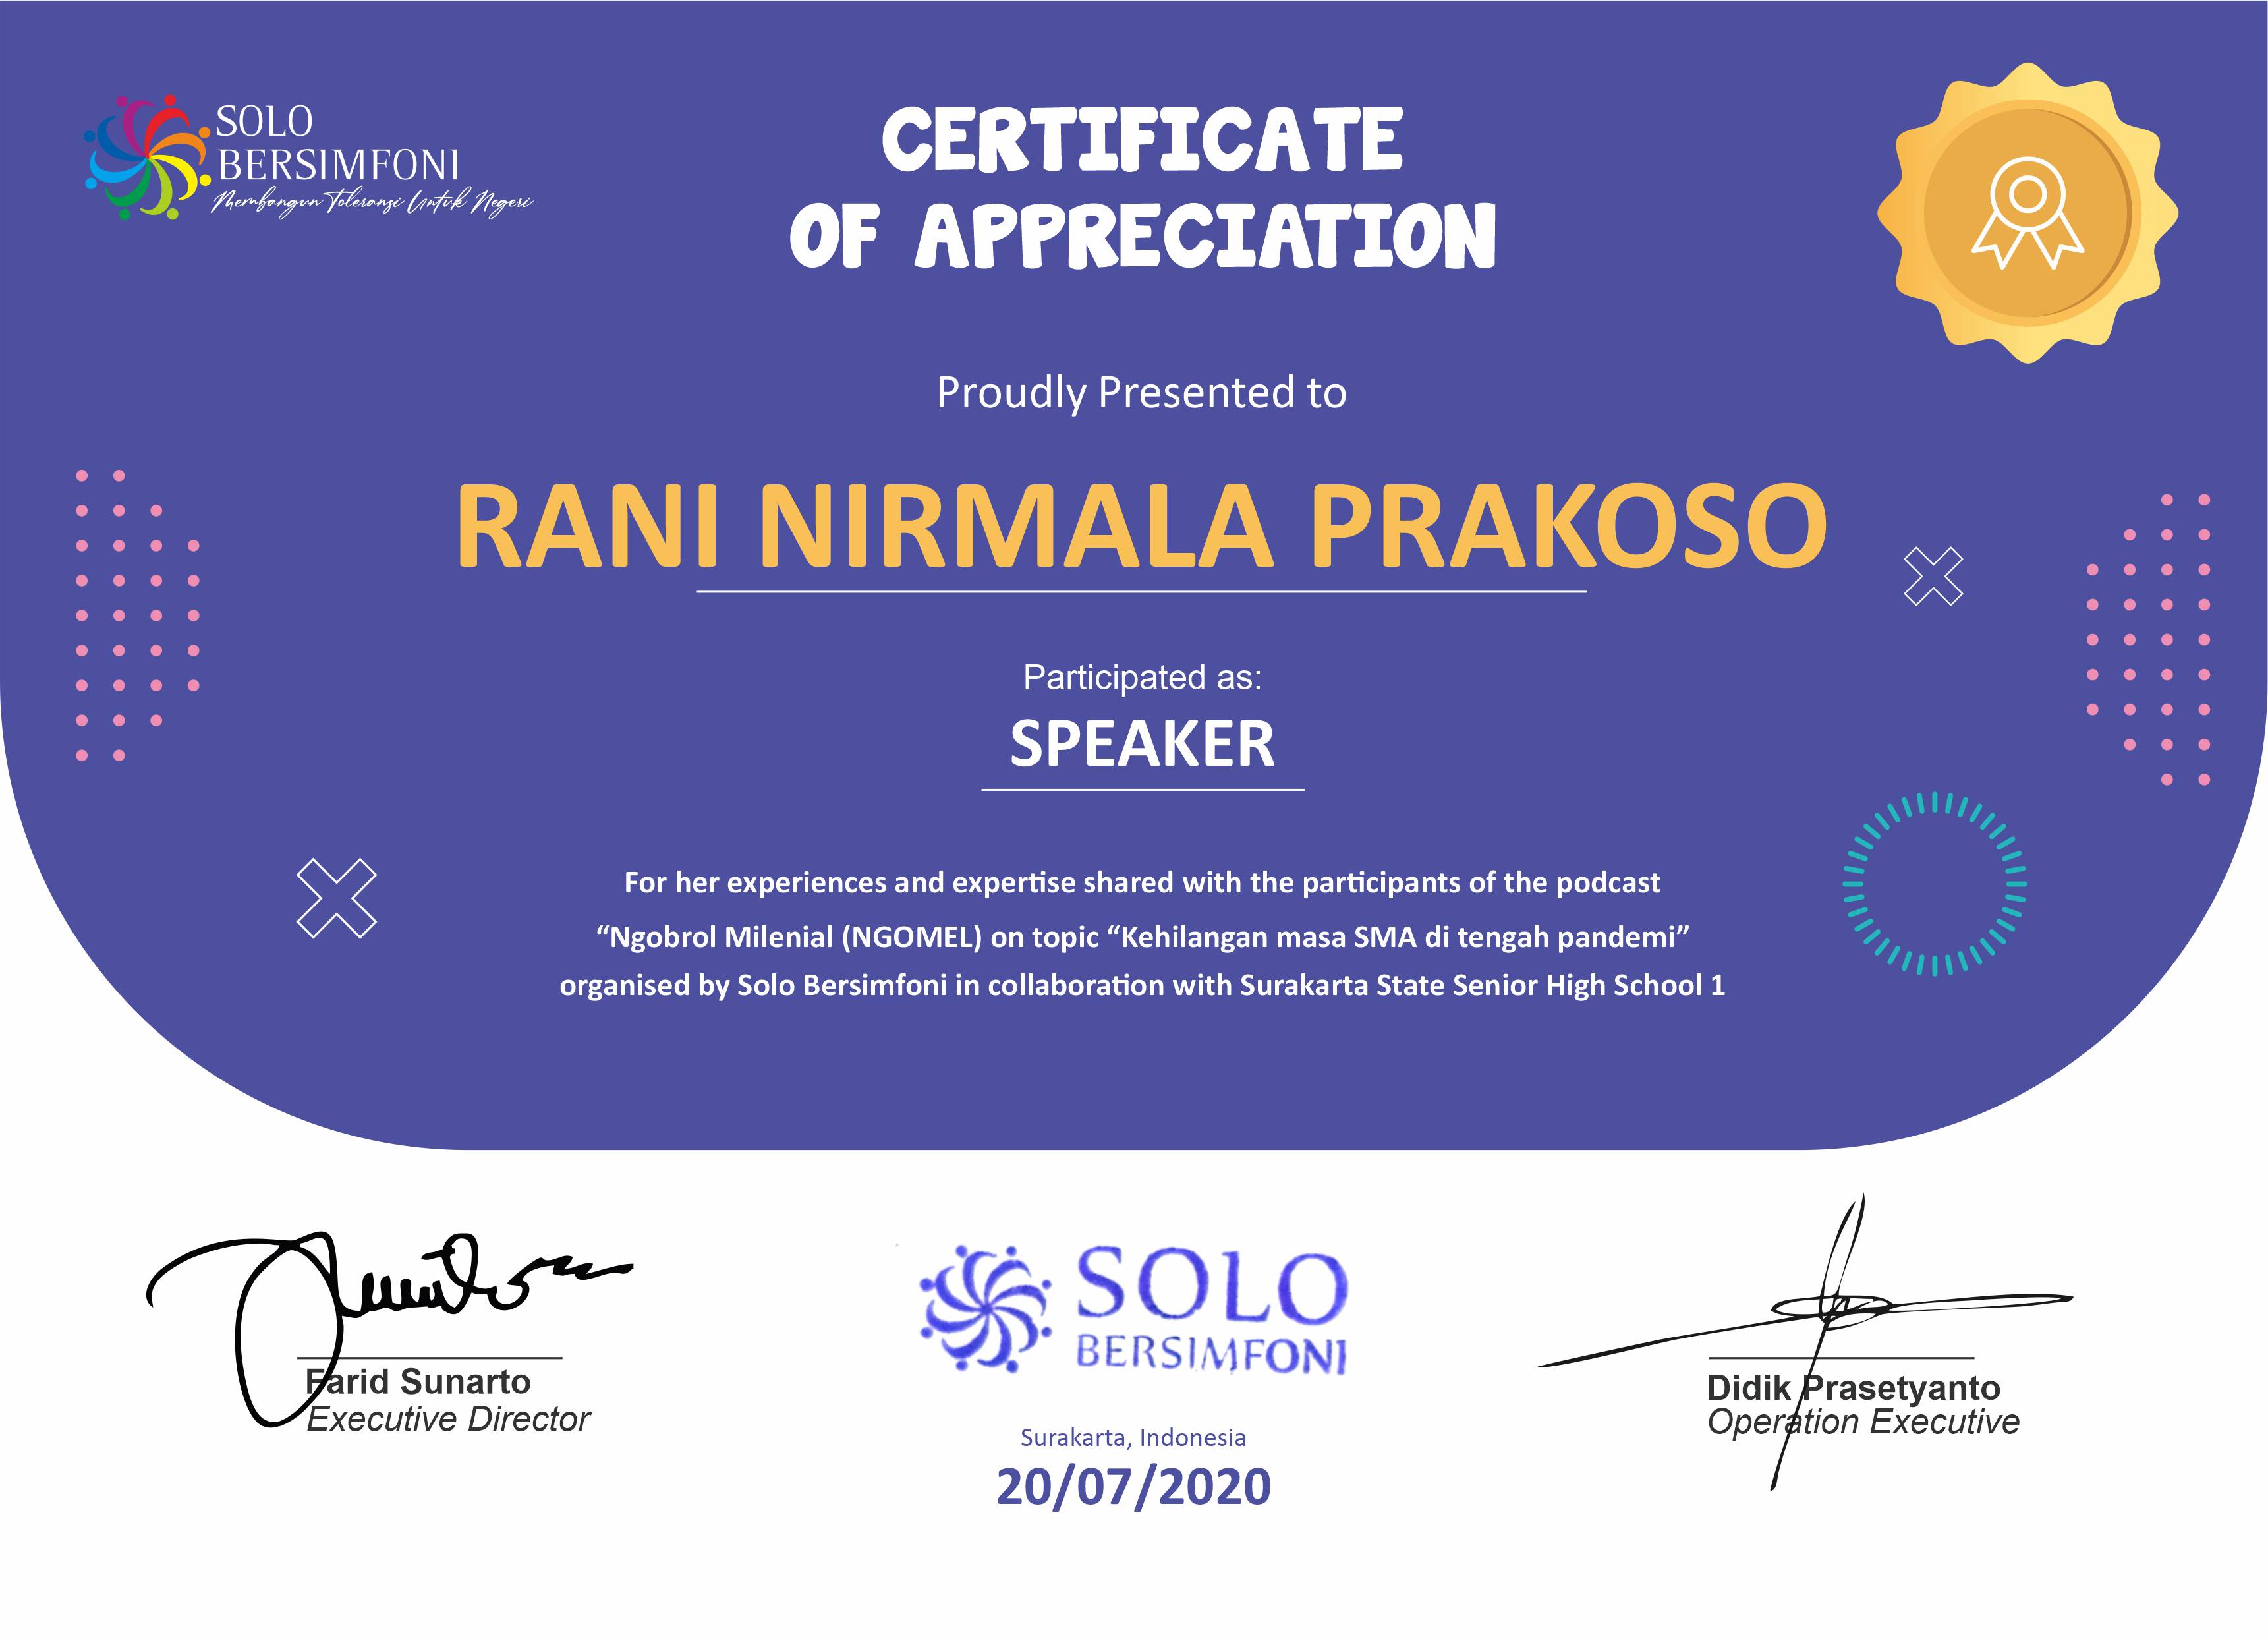 SOLO
BERSIMFONI
Membangun Toleransi Untuk Negeri
CERTIFICATE
OF APPRECIATION
Proudly Presented to
RANI NIRMALA PRAKOSO
Participated as:
SPEAKER
For her experiences and expertise shared with the participants of the podcast
“Ngobrol Milenial (NGOMEL) on topic “Kehilangan masa SMA di tengah pandemi”
organised by Solo Bersimfoni in collaboration with Surakarta State Senior High School 1
Farid Sunarto
Executive Director
SOLO
BERSIMFONI
Surakarta, Indonesia
20/07/2020
Didik Prasetyanto
Operation Executive